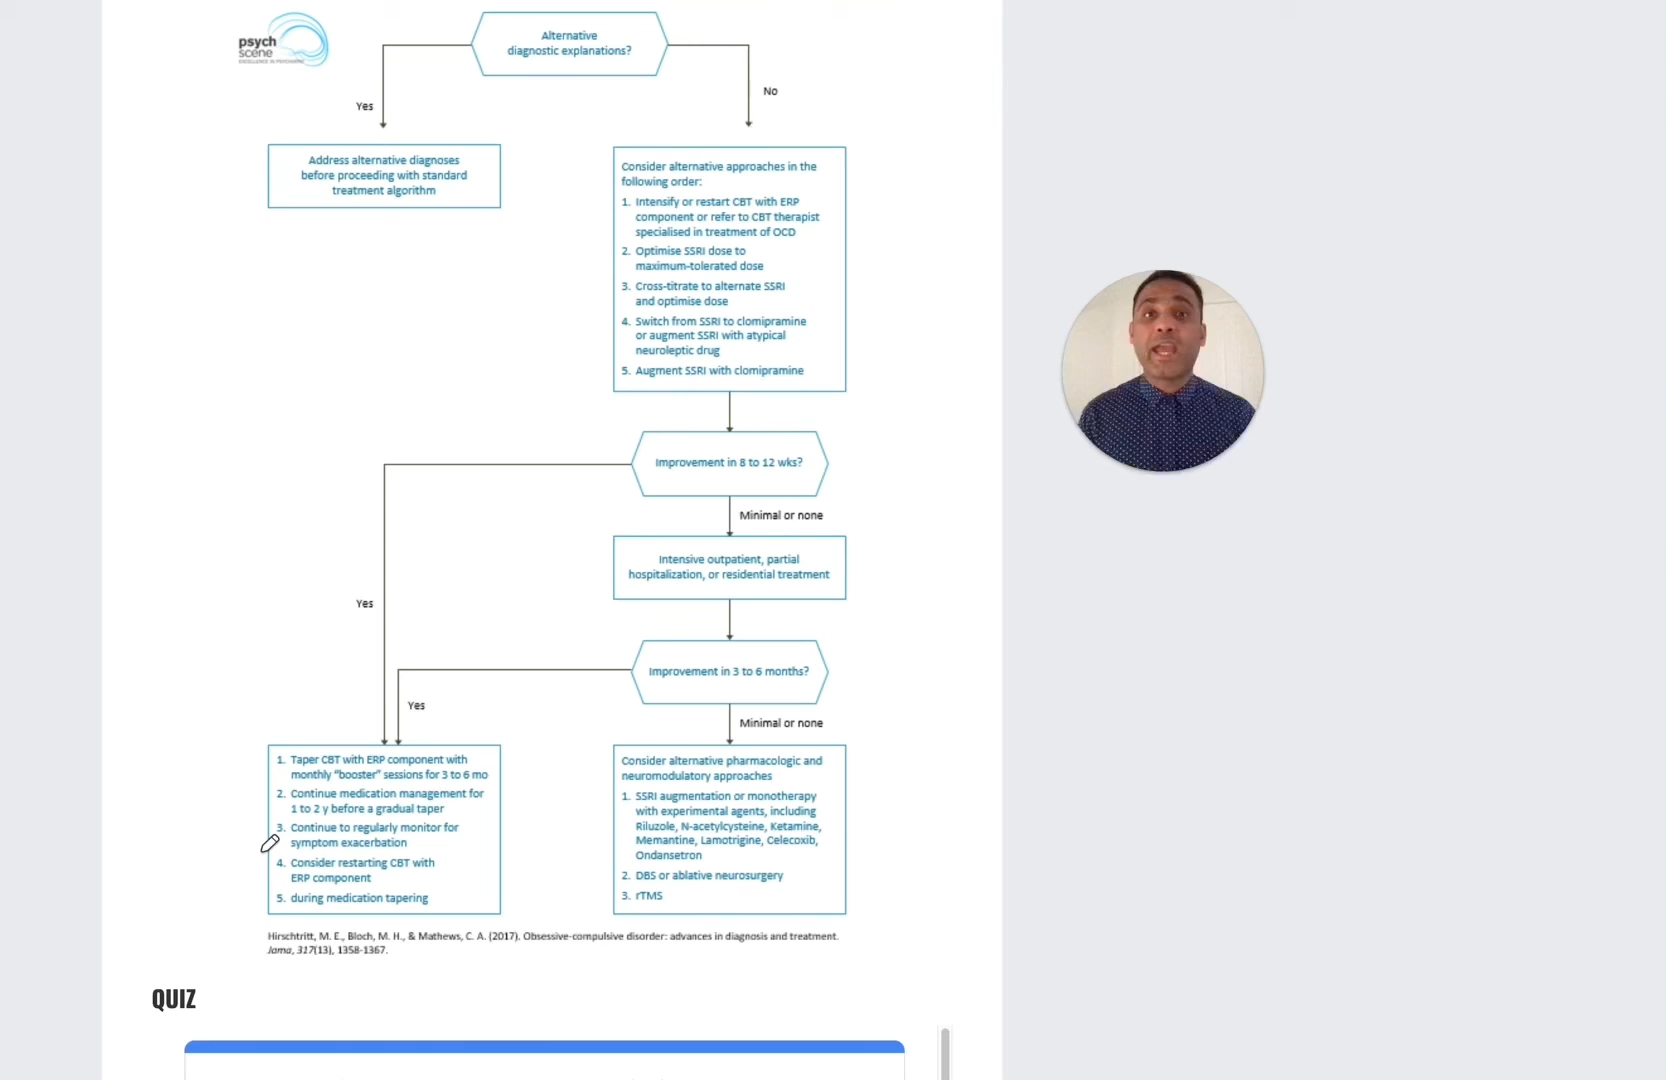 psych
scene
EXCELLENCE IN PSYCHIATRY
Alternative
diagnostic explanations?
Yes
No
Address alternative diagnoses
before proceeding with standard
treatment algorithm
Consider alternative approaches in the
following order:
1. Intensify or restart CBT with ERP
component or refer to CBT therapist
specialised in treatment of OCD
2. Optimise SSRI dose to
maximum-tolerated dose
3. Cross-titrate to alternate SSRI
and optimise dose
4. Switch from SSRI to clomipramine
or augment SSRI with atypical
neuroleptic drug
5. Augment SSRI with clomipramine
Improvement in 8 to 12 wks?
Minimal or none
Intensive outpatient, partial
hospitalization, or residential treatment
Yes
Improvement in 3 to 6 months?
Yes
Minimal or none
1. Taper CBT with ERP component with
monthly "booster" sessions for 3 to 6 mo
2. Continue medication management for
1 to 2 y before a gradual taper
3. Continue to regularly monitor for
symptom exacerbation
4. Consider restarting CBT with
ERP component
5. during medication tapering
Consider alternative pharmacologic and
neuromodulatory approaches
1. SSRI augmentation or monotherapy
with experimental agents, including
Riluzole, N-acetylcysteine, Ketamine,
Memantine, Lamotrigine, Celecoxib,
Ondansetron
2. DBS or ablative neurosurgery
3. rTMS
Hirschtritt, M. E., Bloch, M. H., & Mathews, C. A. (2017). Obsessive-compulsive disorder: advances in diagnosis and treatment.
Jama, 317(13), 1358-1367.
QUIZ